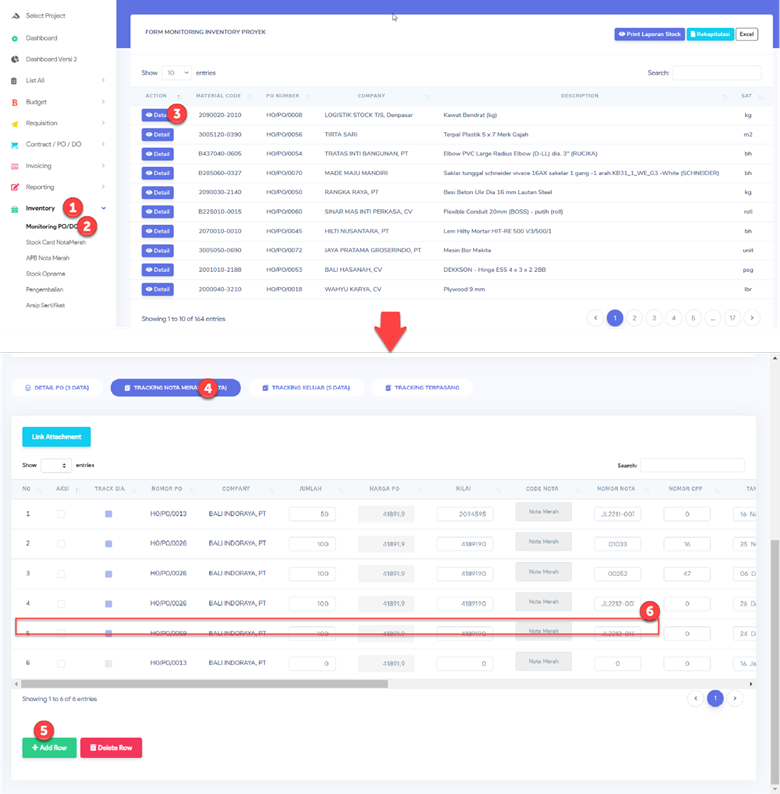 Select Project
Dashboard
Dashboard Versi 2
List All
Budget
Requisition
Contract / PO / DO
Invoicing
Reporting
Inventory 1
Monitoring PO/DO 2
Stock Card NotaMerah
APB Nota Merah
Stock Opname
Pengembalian
Arsip Sertifikat
FORM MONITORING INVENTORY PROYEK
Print Laporan Stock Rekapitulasi Excel
Show 10 entries Search:
ACTION MATERIAL CODE PO NUMBER COMPANY DESCRIPTION SAT
Detail 3 2090020-2010 HO/PO/0008 LOGISTIK STOCK T/S, Denpasar Kawat Bendrat (kg) kg
Detail 3005120-0390 HO/PO/0056 TIRTA SARI Terpal Plastik 5 x 7 Merk Gajah m2
Detail B437040-0605 HO/PO/0054 TRATAS INTI BANGUNAN, PT Elbow PVC Large Radius Elbow (D-LL) dia. 3" (RUCIKA) bh
Detail B285060-0327 HO/PO/0070 MADE MAJU MANDIRI Saklar tunggal schneider vivace 16AX sakelar 1 gang -1 arah KB31_1_WE_G3 -White (SCHNEIDER) bh
Detail 2090030-2140 HO/PO/0050 RANGKA RAYA, PT Besi Beton Ulir Dia 16 mm Lautan Steel kg
Detail B225010-0015 HO/PO/0060 SINAR MAS INTI PERKASA, CV Flexible Conduit 20mm (BOSS) - putih (roll) roll
Detail 2070010-0010 HO/PO/0045 HILTI NUSANTARA, PT Lem Hilty Mortar HIT-RE 500 V3/500/1 bh
Detail 3005050-0690 HO/PO/0072 JAYA PRATAMA GROSERINDO, PT Mesin Bor Makita unit
Detail 2001010-2188 HO/PO/0053 BALI HASANAH, CV DEKKSON - Hinge ESS 4 x 3 x 2 2BB psg
Detail 2000040-3210 HO/PO/0018 WAHYU KARYA, CV Plywood 9 mm lbr
Showing 1 to 10 of 164 entries 1 2 3 4 5 ... 17
DETAIL PO (3 DATA) TRACKING NOTA MERAH 4 TRACKING KELUAR (5 DATA) TRACKING TERPASANG
Link Attachment
Show entries Search:
NO AKSI TRACK DIA NOMOR PO COMPANY JUMLAH HARGA PO NILAI CODE NOTA NOMOR NOTA NOMOR CPP
1 HO/PO/0013 BALI INDORAYA, PT 50 41891,9 2094595 Nota Merah JL2211-007 0 16
2 HO/PO/0026 BALI INDORAYA, PT 100 41891,9 4189190 Nota Merah 01033 16 25
3 HO/PO/0026 BALI INDORAYA, PT 100 41891,9 4189190 Nota Merah 00252 47 06
4 HO/PO/0026 BALI INDORAYA, PT 100 41891,9 4189190 Nota Merah 0 26
6
5 BALI INDORAYA, PT 100 41891,9 4189190 Nota Merah 0 24
6 HO/PO/0013 BALI INDORAYA, PT 0 41891,9 0 Nota Merah 0 0 16
Showing 1 to 6 of 6 entries 1
5
+ Add Row Delete Row